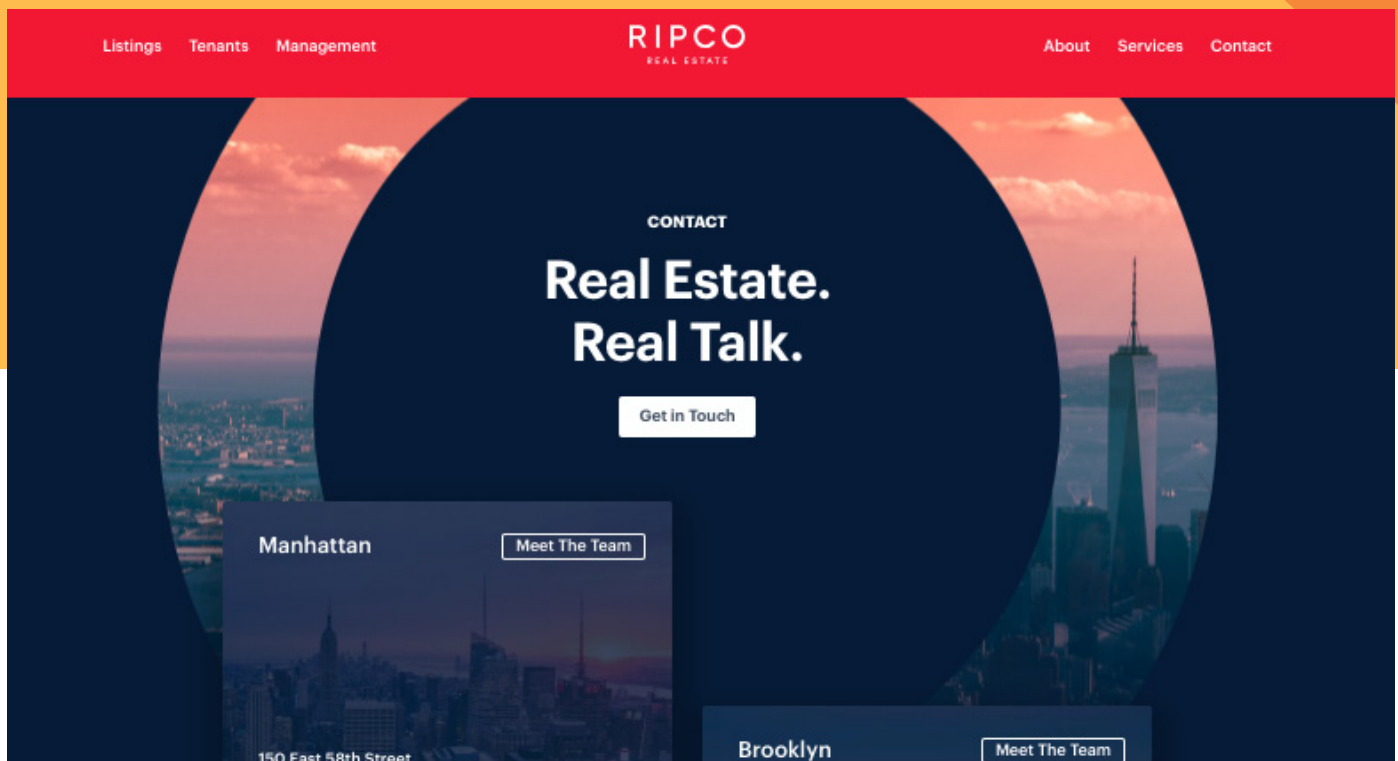 Listings Tenants Management
RIPCO
REAL ESTATE
About Services Contact
CONTACT
Real Estate.
Real Talk.
Get in Touch
Manhattan
Meet The Team
150 East 58th Street
Brooklyn
Meet The Team